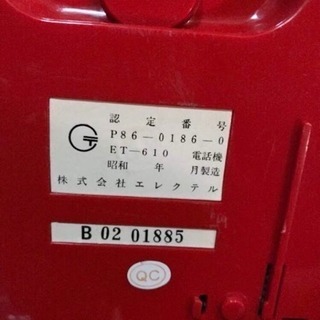 認定番号
P86-0186-0
ET-610 電話機
昭和 年 月製造
株式会社エレクテル
B 02 01885
QC